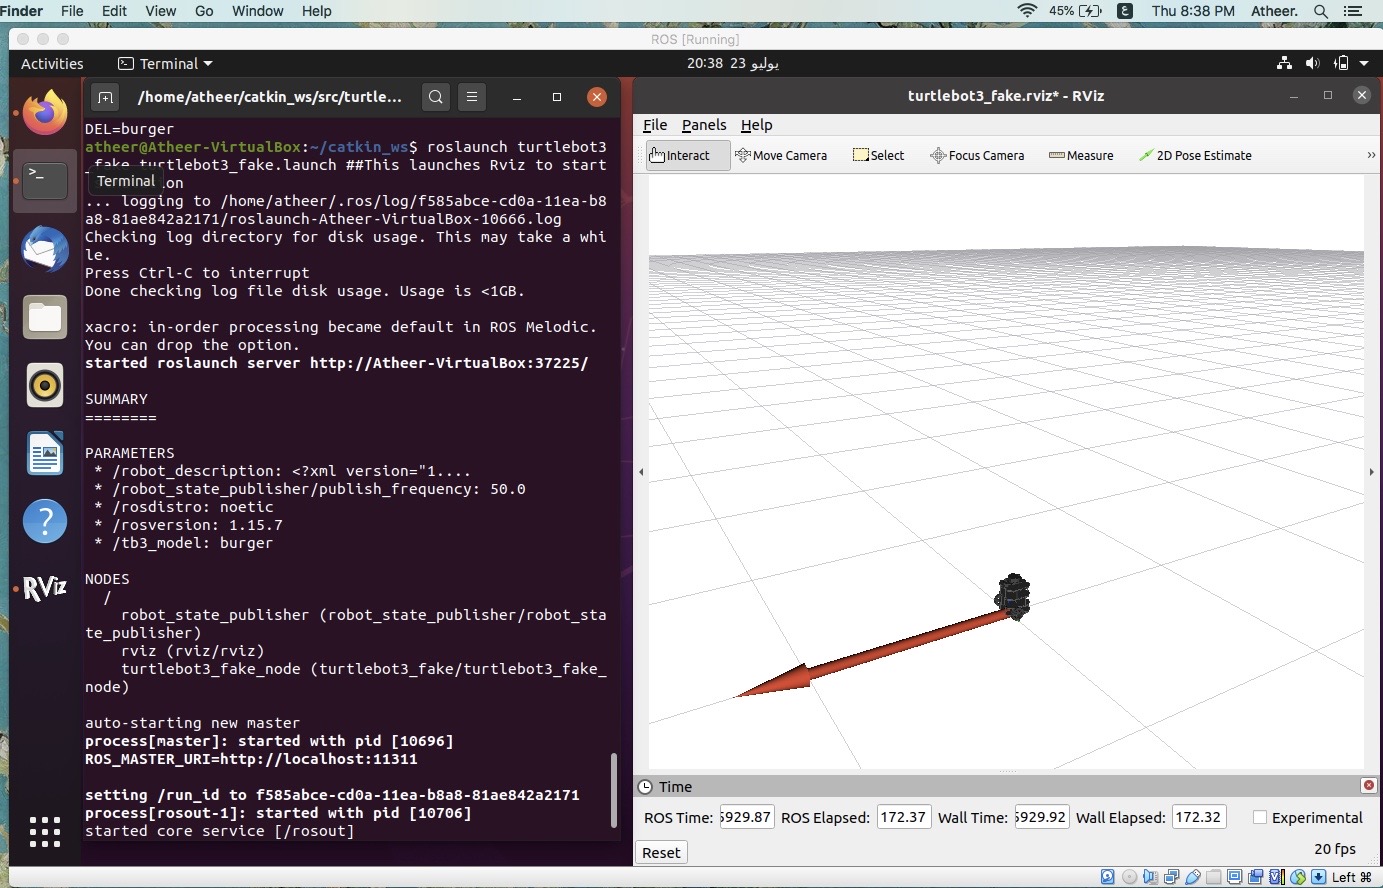 Finder File Edit View Go Window Help 45% ع Thu 8:38 PM Atheer.
ROS [Running]
Activities Terminal 20:38 23 يوليو
/home/atheer/catkin_ws/src/turtle...
DEL=burger
atheer@Atheer-VirtualBox:~/catkin_ws$ roslaunch turtlebot3
_fake turtlebot3_fake.launch ##This launches Rviz to start
Terminal on
... logging to /home/atheer/.ros/log/f585abce-cd0a-11ea-b8
a8-81ae842a2171/roslaunch-Atheer-VirtualBox-10666.log
Checking log directory for disk usage. This may take a whi
le.
Press Ctrl-C to interrupt
Done checking log file disk usage. Usage is <1GB.
xacro: in-order processing became default in ROS Melodic.
You can drop the option.
started roslaunch server http://Atheer-VirtualBox:37225/
SUMMARY
========
PARAMETERS
* /robot_description: <?xml version="1....
* /robot_state_publisher/publish_frequency: 50.0
* /rosdistro: noetic
* /rosversion: 1.15.7
* /tb3_model: burger
NODES
/
robot_state_publisher (robot_state_publisher/robot_sta
te_publisher)
rviz (rviz/rviz)
turtlebot3_fake_node (turtlebot3_fake/turtlebot3_fake_
node)
auto-starting new master
process[master]: started with pid [10696]
ROS_MASTER_URI=http://localhost:11311
setting /run_id to f585abce-cd0a-11ea-b8a8-81ae842a2171
process[rosout-1]: started with pid [10706]
started core service [/rosout]
RViz
turtlebot3_fake.rviz* - RViz
File Panels Help
Interact Move Camera Select Focus Camera Measure 2D Pose Estimate »
Time
ROS Time: 5929.87 ROS Elapsed: 172.37 Wall Time: 5929.92 Wall Elapsed: 172.32 Experimental
Reset 20 fps
Left ⌘